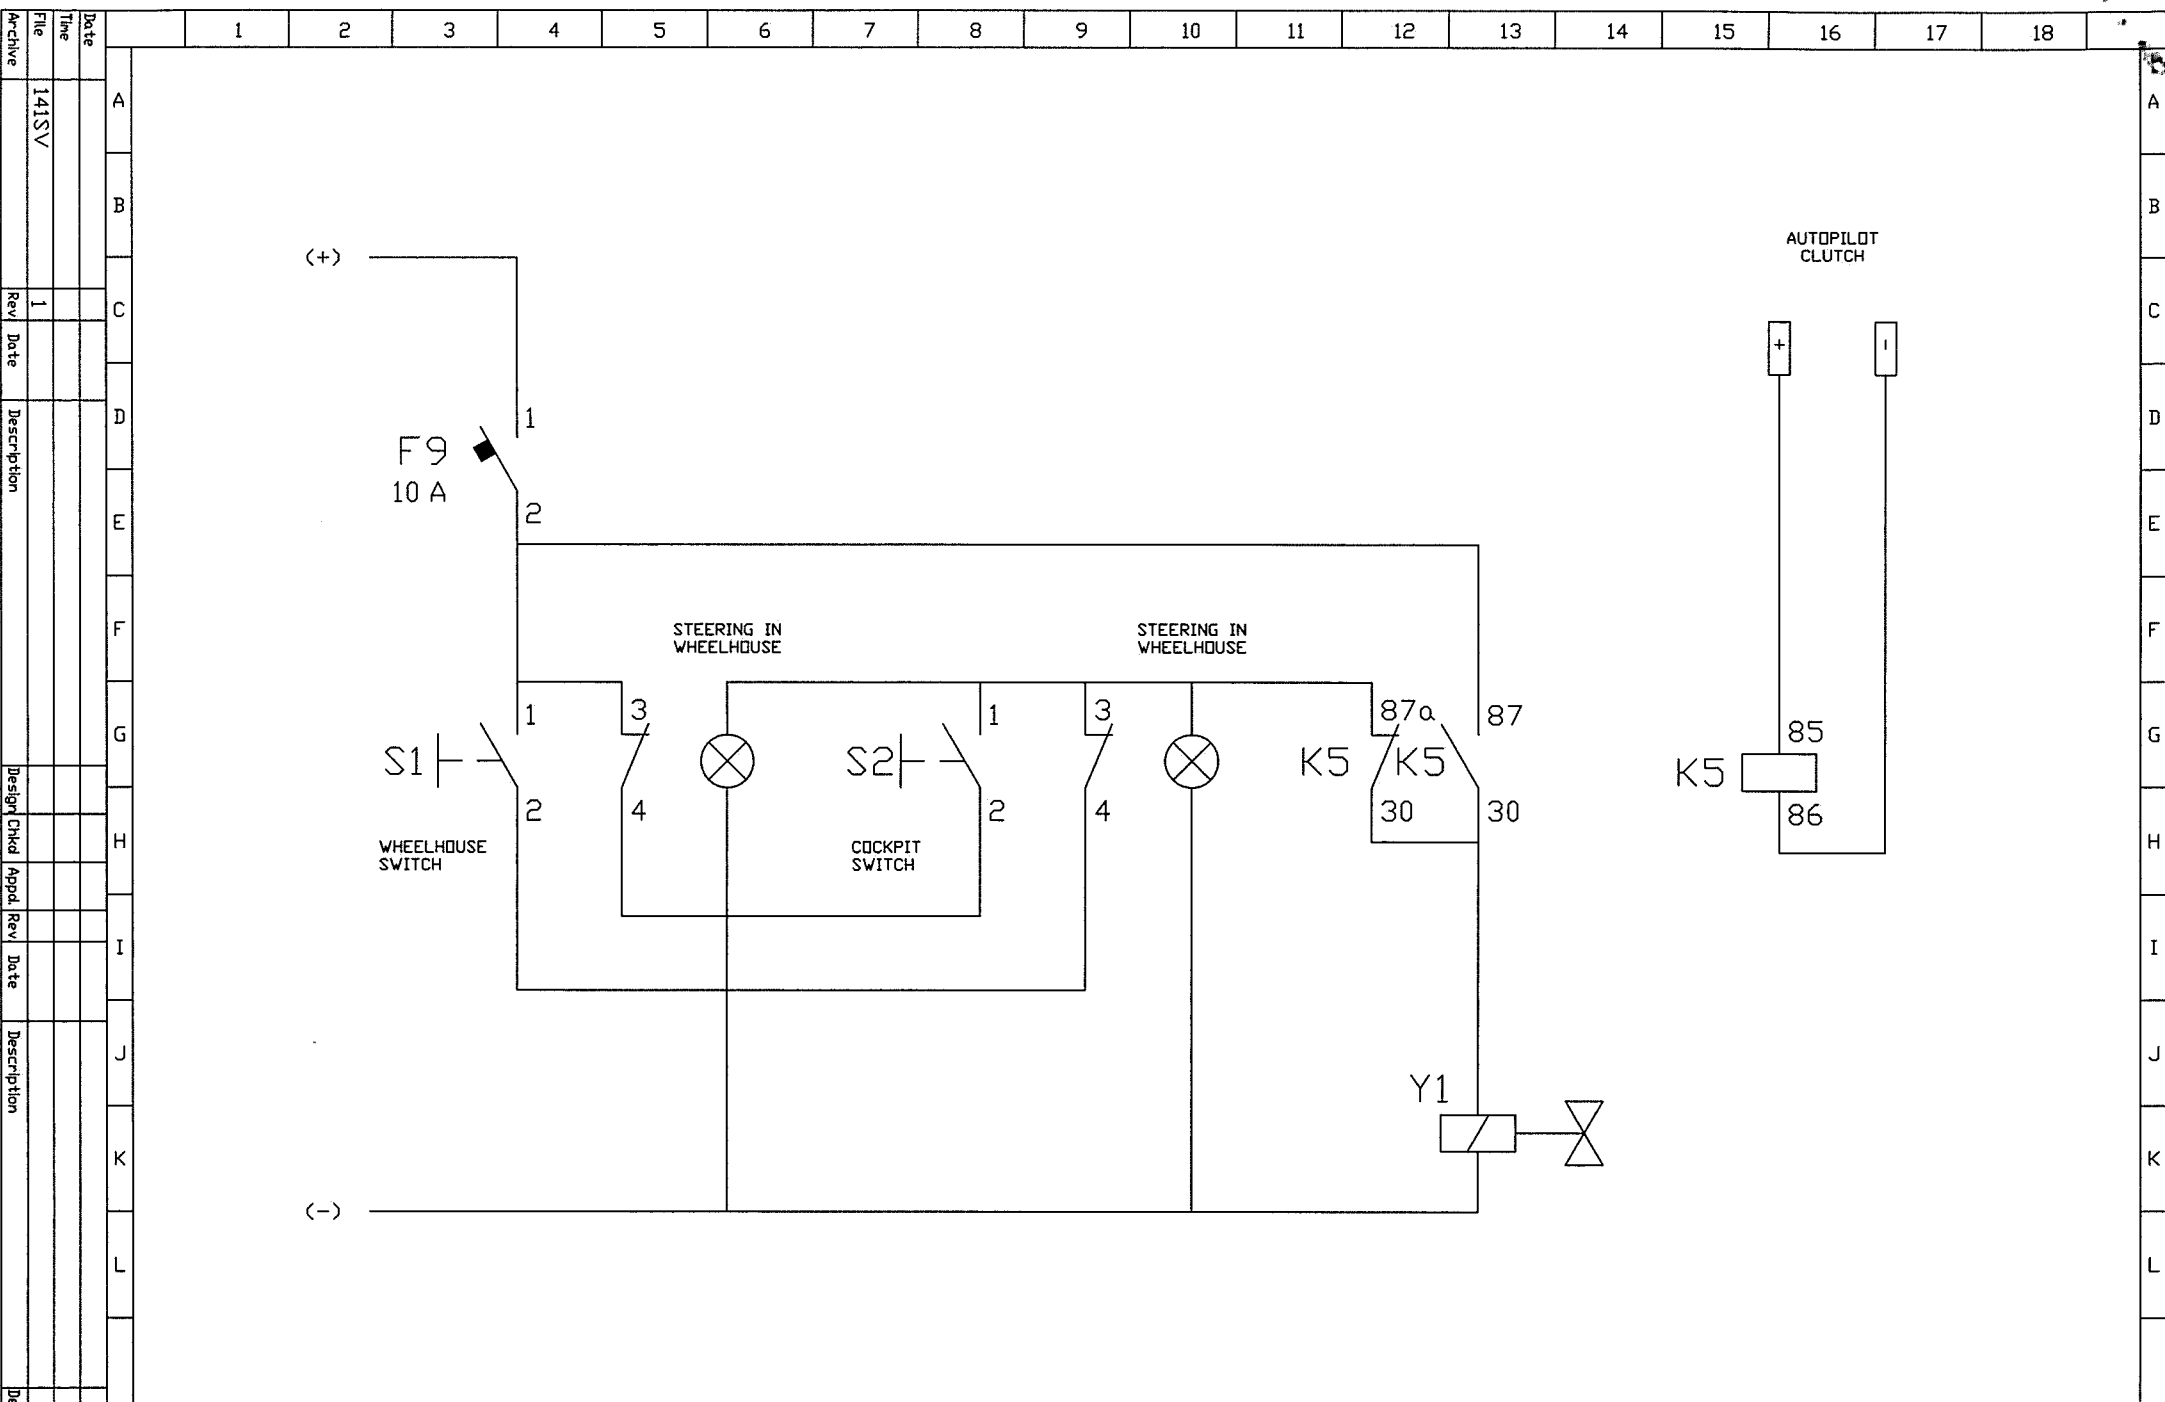 1 2 3 4 5 6 7 8 9 10 11 12 13 14 15 16 17 18
Date
Time
File 141SV 1
Archive Rev. Date Description Design Chkd Appd. Rev. Date Description
A A
B B
C C
D D
E E
F F
G G
H H
I I
J J
K K
L L
(+)
AUTOPILOT
CLUTCH
+ -
1
F9
10 A
2
STEERING IN
WHEELHOUSE
STEERING IN
WHEELHOUSE
1 3 1 3 87a 87 85
S1 S2 K5 K5 K5
2 4 2 4 30 30 86
WHEELHOUSE
SWITCH
COCKPIT
SWITCH
Y1
(-)